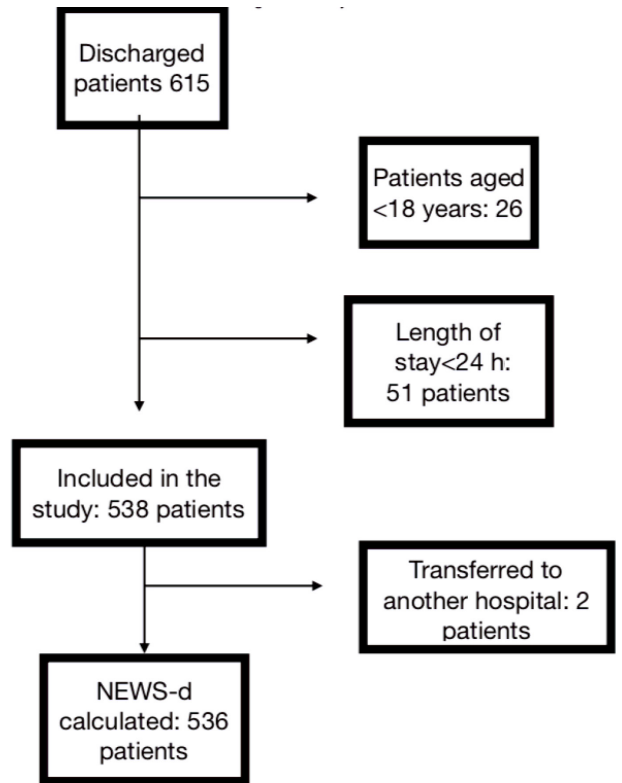 Discharged
patients 615
Patients aged
<18 years: 26
Length of
stay<24 h:
51 patients
Included in the
study: 538 patients
Transferred to
another hospital: 2
patients
NEWS-d
calculated: 536
patients